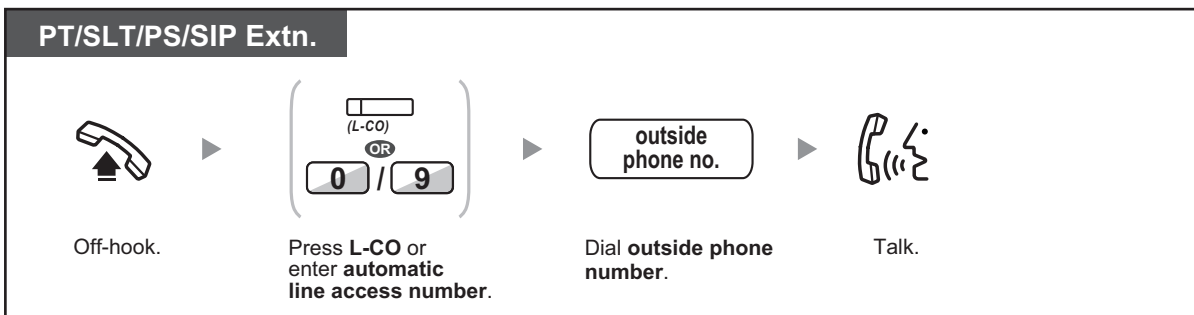 PT/SLT/PS/SIP Extn.
(L-CO)
OR
0 / 9
outside
phone no.
Off-hook.
Press L-CO or
enter automatic
line access number.
Dial outside phone
number.
Talk.